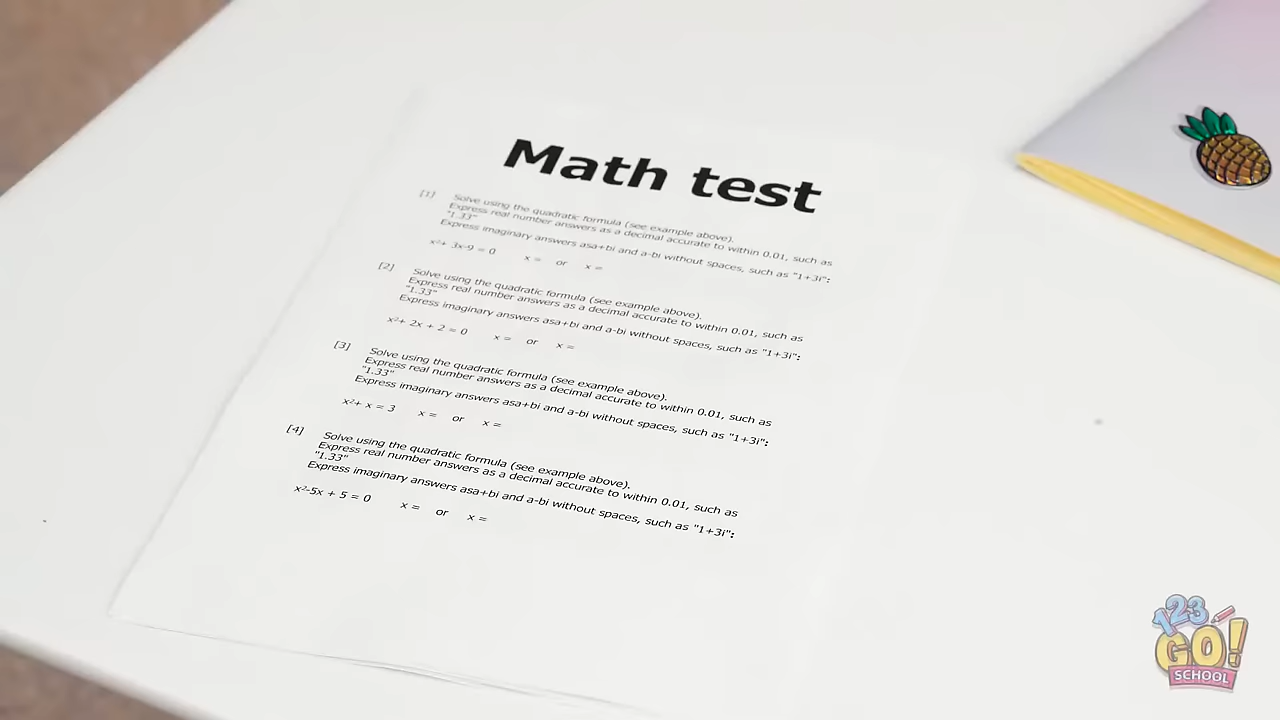 Math test
[1] Solve using the quadratic formula (see example above).
Express real number answers as a decimal accurate to within 0.01, such as
"1.33"
Express imaginary answers asa+bi and a-bi without spaces, such as "1+3i":
x²+ 3x-9 = 0 x = or x =
[2] Solve using the quadratic formula (see example above).
Express real number answers as a decimal accurate to within 0.01, such as
"1.33"
Express imaginary answers asa+bi and a-bi without spaces, such as "1+3i":
x²+ 2x + 2 = 0 x = or x =
[3] Solve using the quadratic formula (see example above).
Express real number answers as a decimal accurate to within 0.01, such as
"1.33"
Express imaginary answers asa+bi and a-bi without spaces, such as "1+3i":
x²+ x = 3 x = or x =
[4] Solve using the quadratic formula (see example above).
Express real number answers as a decimal accurate to within 0.01, such as
"1.33"
Express imaginary answers asa+bi and a-bi without spaces, such as "1+3i":
x²-5x + 5 = 0 x = or x =
123
GO!
SCHOOL